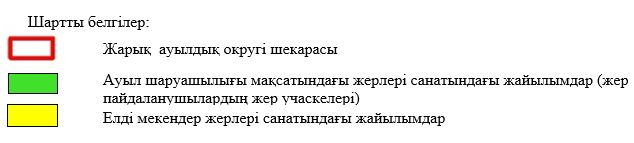 Шартты белгілер:
Жарық ауылдық округі шекарасы
Ауыл шаруашылығы мақсатындағы жерлері санатындағы жайылымдар (жер
пайдаланушылардың жер учаскелері)
Елді мекендер жерлері санатындағы жайылымдар